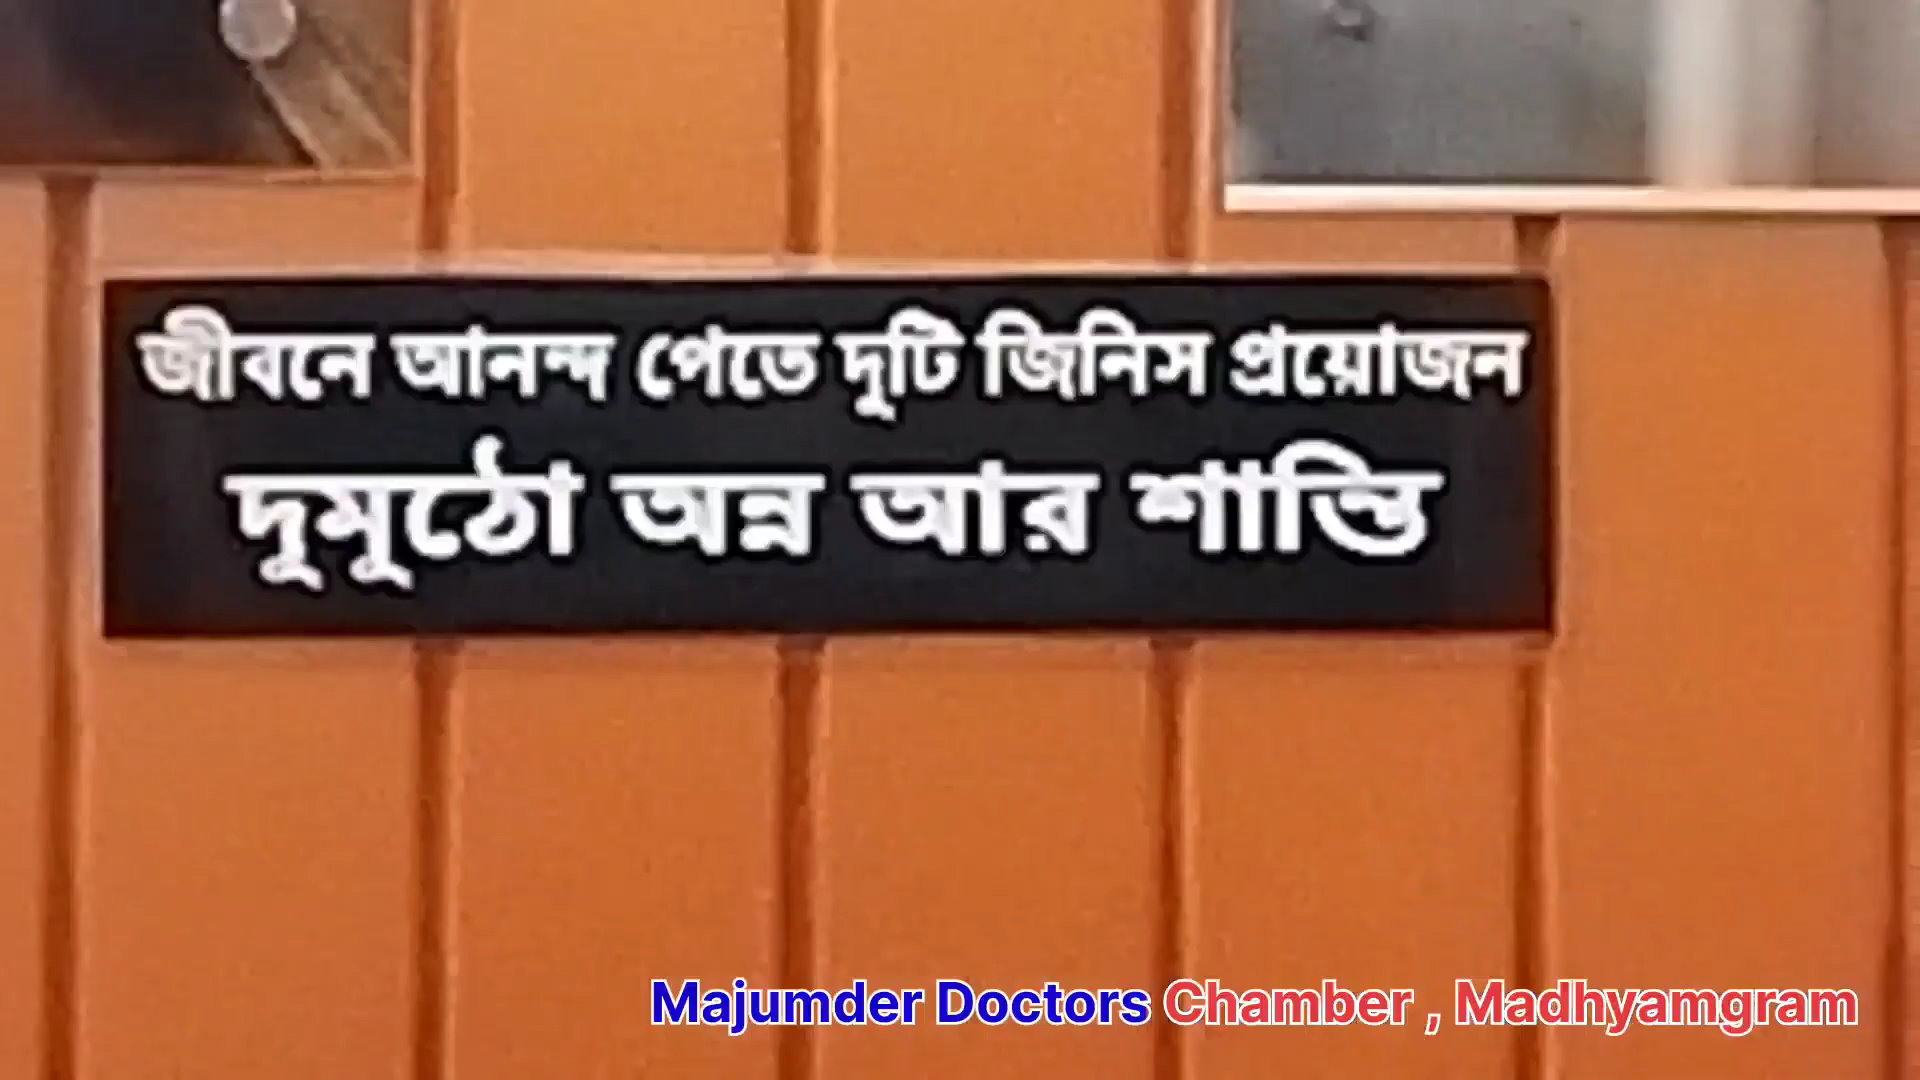 জীবনে আনন্দ পেতে দুটি জিনিস প্রয়োজন
দুমূঠো অন্ন আর শান্তি
Majumder Doctors Chamber , Madhyamgram